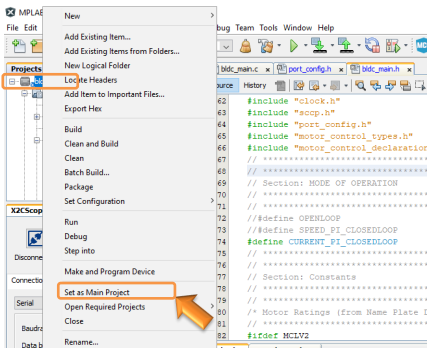 MPLAB
File Edit
bug Team Tools Window Help
Projects
New
Add Existing Item...
Add Existing Items from Folders...
New Logical Folder
Locate Headers
Add Item to Important Files...
Export Hex
Build
Clean and Build
Clean
Batch Build...
Package
Set Configuration
Run
Debug
Step into
Make and Program Device
Set as Main Project
Open Required Projects
Close
Rename...
X2CScop
Disconne
Connectio
Serial
Baudra
Data b
bldc_main.c x port_config.h x bldc_main.h x
ource History
62 #include "clock.h"
63 #include "sccp.h"
64 #include "port_config.h"
65 #include "motor_control_types.h"
66 #include "motor_control_declaration
67 // **********************************
68 // **********************************
69 // Section: MODE OF OPERATION
70 // **********************************
71 // **********************************
72 //#define OPENLOOP
73 //#define SPEED_PI_CLOSEDLOOP
74 #define CURRENT_PI_CLOSEDLOOP
75 // **********************************
76 // **********************************
77 // Section: Constants
78 // **********************************
79 // **********************************
80 /* Motor Ratings (from Name Plate D
81 // **********************************
82 #ifdef MCLV2